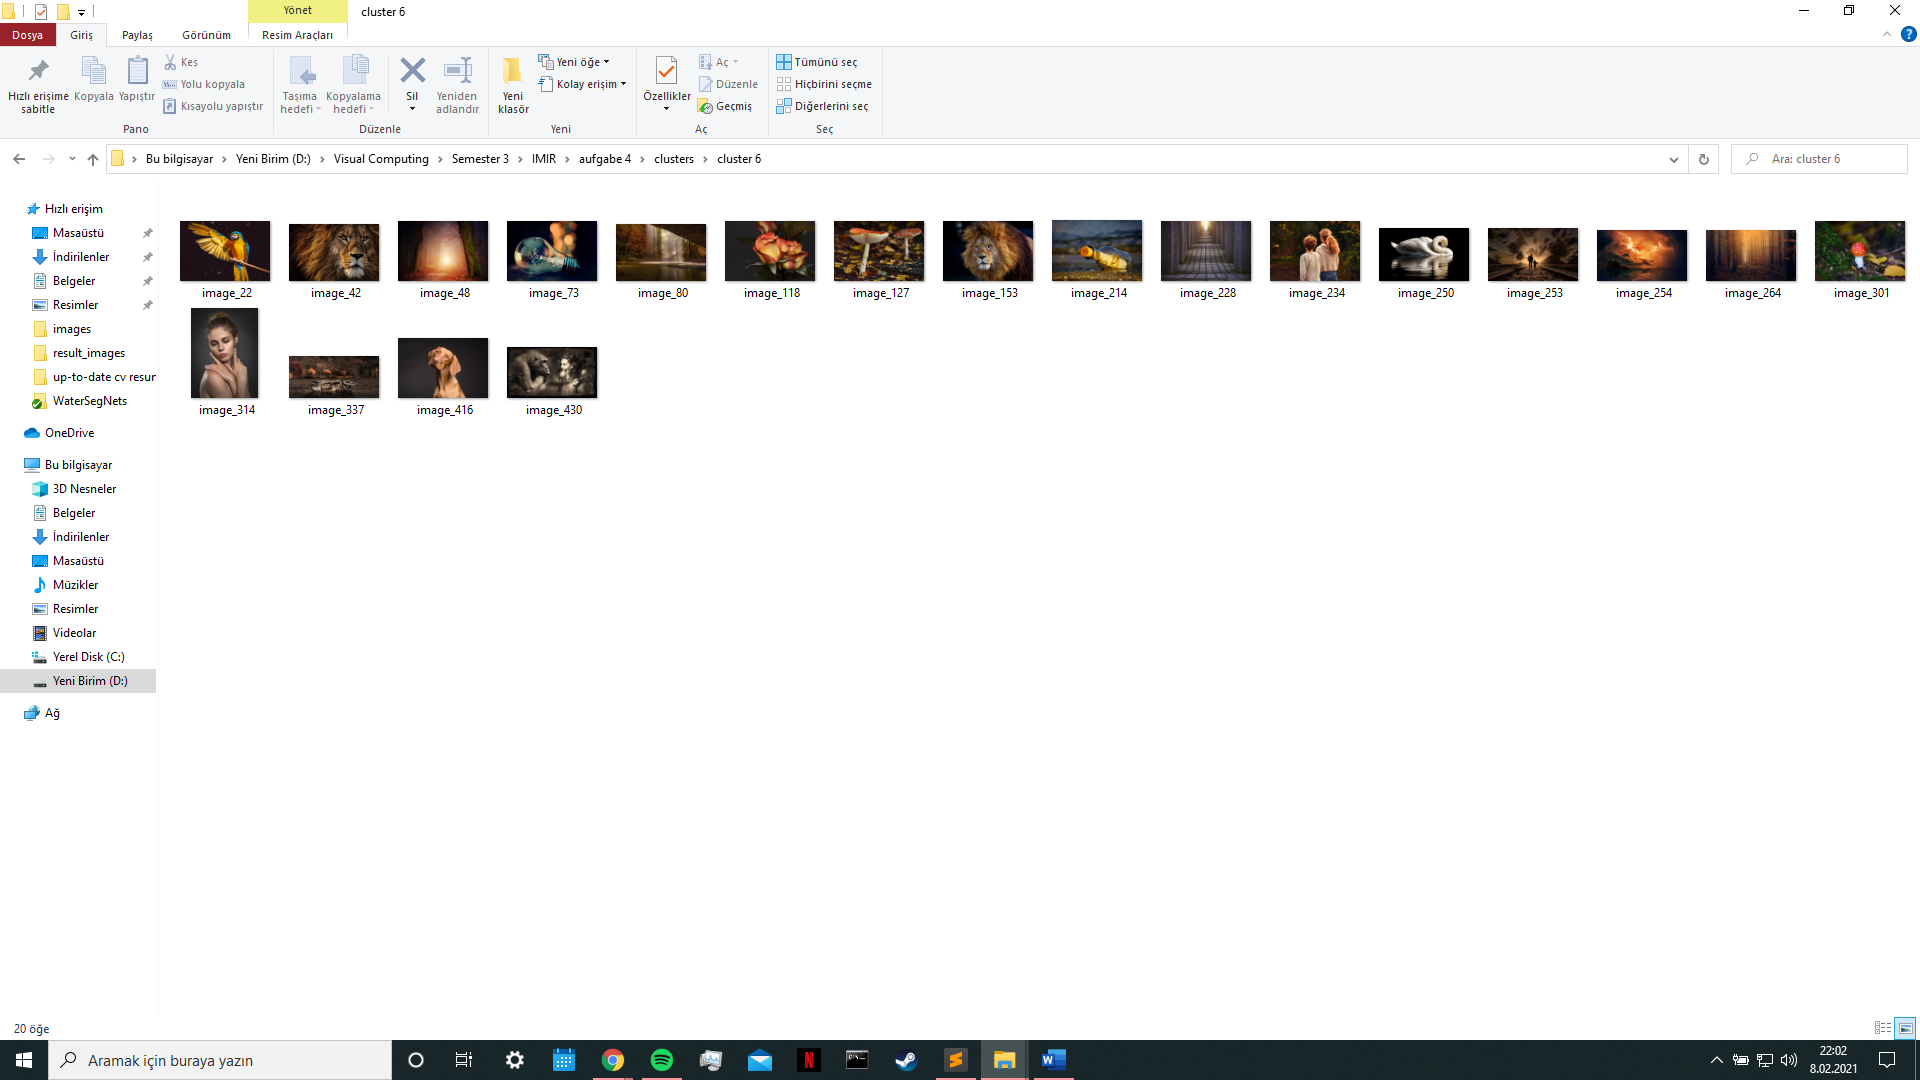 Yönet
cluster 6
Dosya
Giriş
Paylaş
Görünüm
Resim Araçları
Hızlı erişime sabitle
Kopyala
Yapıştır
Kes
Yolu kopyala
Kısayolu yapıştır
Pano
Taşıma hedefi
Kopyalama hedefi
Sil
Yeniden adlandır
Düzenle
Yeni klasör
Yeni öğe
Kolay erişim
Yeni
Özellikler
Aç
Düzenle
Geçmiş
Aç
Tümünü seç
Hiçbirini seçme
Diğerlerini seç
Seç
Bu bilgisayar > Yeni Birim (D:) > Visual Computing > Semester 3 > IMIR > aufgabe 4 > clusters > cluster 6
Ara: cluster 6
Hızlı erişim
Masaüstü
İndirilenler
Belgeler
Resimler
images
result_images
up-to-date cv resur
WaterSegNets
OneDrive
Bu bilgisayar
3D Nesneler
Belgeler
İndirilenler
Masaüstü
Müzikler
Resimler
Videolar
Yerel Disk (C:)
Yeni Birim (D:)
Ağ
image_22
image_42
image_48
image_73
image_80
image_118
image_127
image_153
image_214
image_228
image_234
image_250
image_253
image_254
image_264
image_301
image_314
image_337
image_416
image_430
20 öğe
Aramak için buraya yazın
22:02
8.02.2021